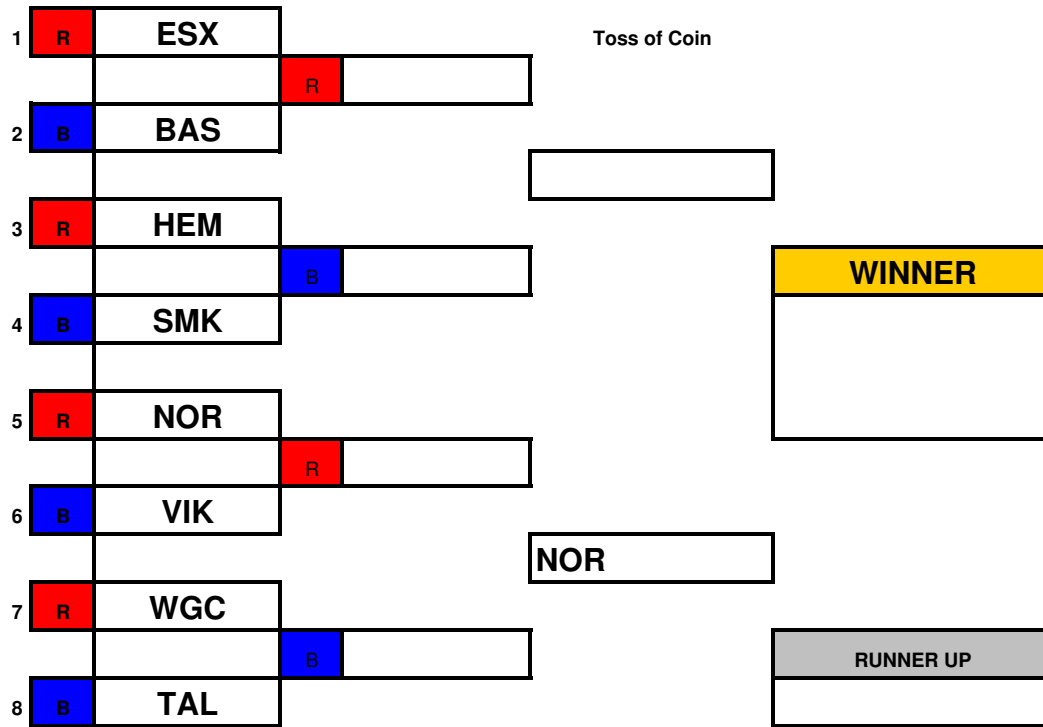 1 R ESX Toss of Coin
R
2 B BAS
3 R HEM
B WINNER
4 B SMK
5 R NOR
R
6 B VIK
NOR
7 R WGC
B RUNNER UP
8 B TAL